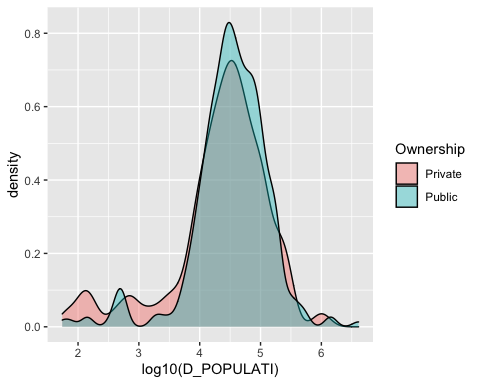 0.8
0.6
0.4
0.2
0.0
density
2 3 4 5 6
log10(D_POPULATI)
Ownership
Private
Public